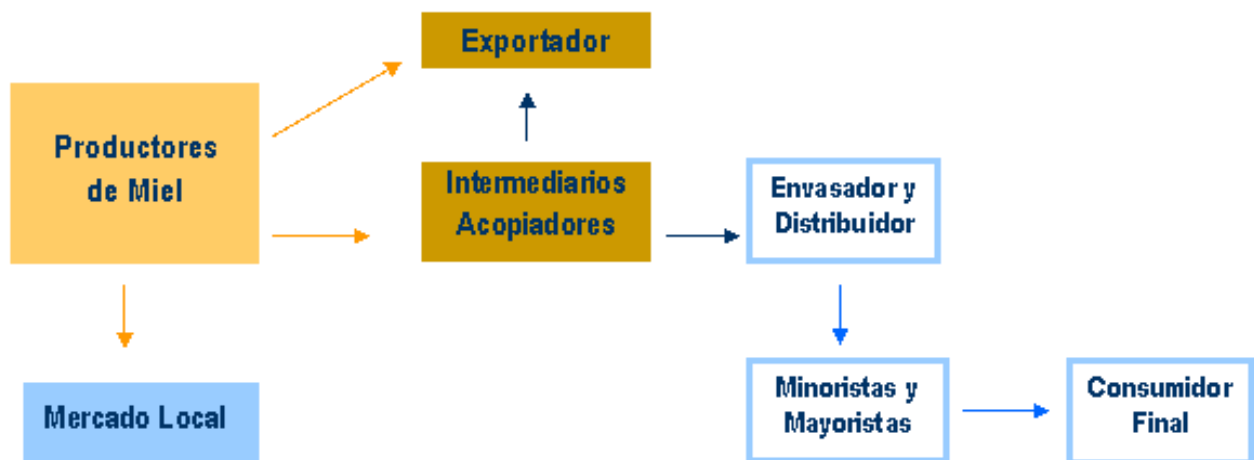 Exportador
Productores
de Miel
Intermediarios
Acopiadores
Envasador y
Distribuidor
Mercado Local
Minoristas y
Mayoristas
Consumidor
Final